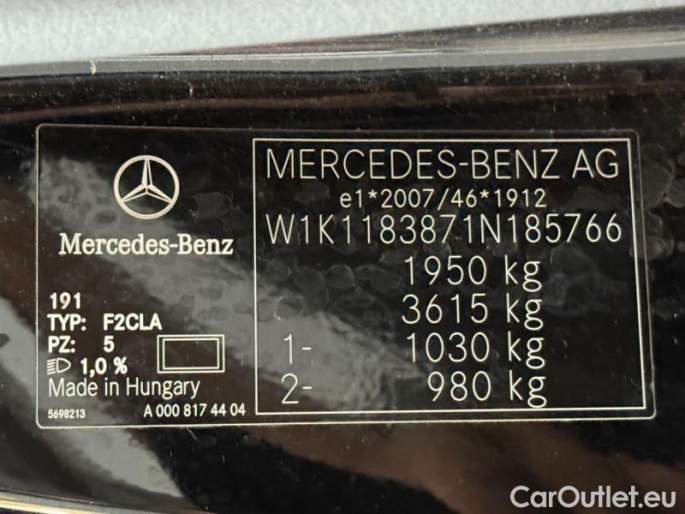 Mercedes-Benz
191
TYP: F2CLA
PZ: 5
1,0 %
Made in Hungary
5698213 A 000 817 44 04
MERCEDES-BENZ AG
e1*2007/46*1912
W1K1183871N185766
1950 kg
3615 kg
1- 1030 kg
2- 980 kg
CarOutlet.eu